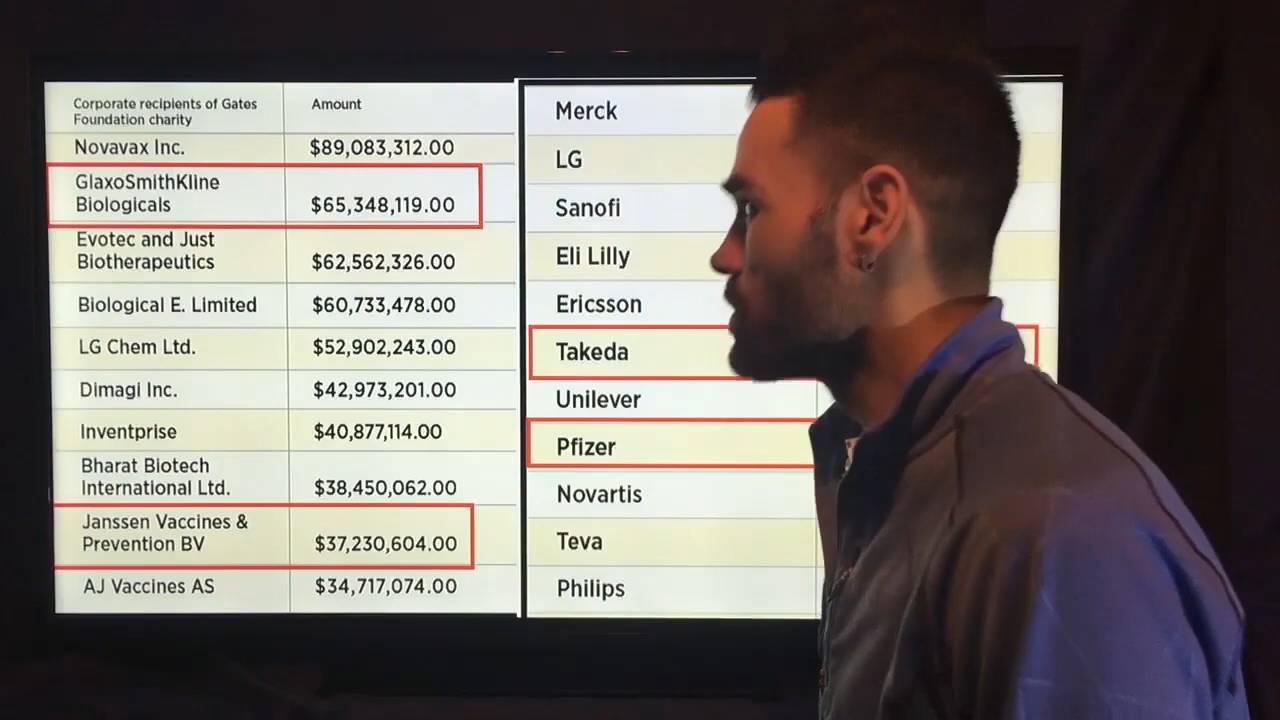 Corporate recipients of Gates
Foundation charity
Amount
Novavax Inc.
$89,083,312.00
GlaxoSmithKline
Biologicals
$65,348,119.00
Evotec and Just
Biotherapeutics
$62,562,326.00
Biological E. Limited
$60,733,478.00
LG Chem Ltd.
$52,902,243.00
Dimagi Inc.
$42,973,201.00
Inventprise
$40,877,114.00
Bharat Biotech
International Ltd.
$38,450,062.00
Janssen Vaccines &
Prevention BV
$37,230,604.00
AJ Vaccines AS
$34,717,074.00
Merck
LG
Sanofi
Eli Lilly
Ericsson
Takeda
Unilever
Pfizer
Novartis
Teva
Philips